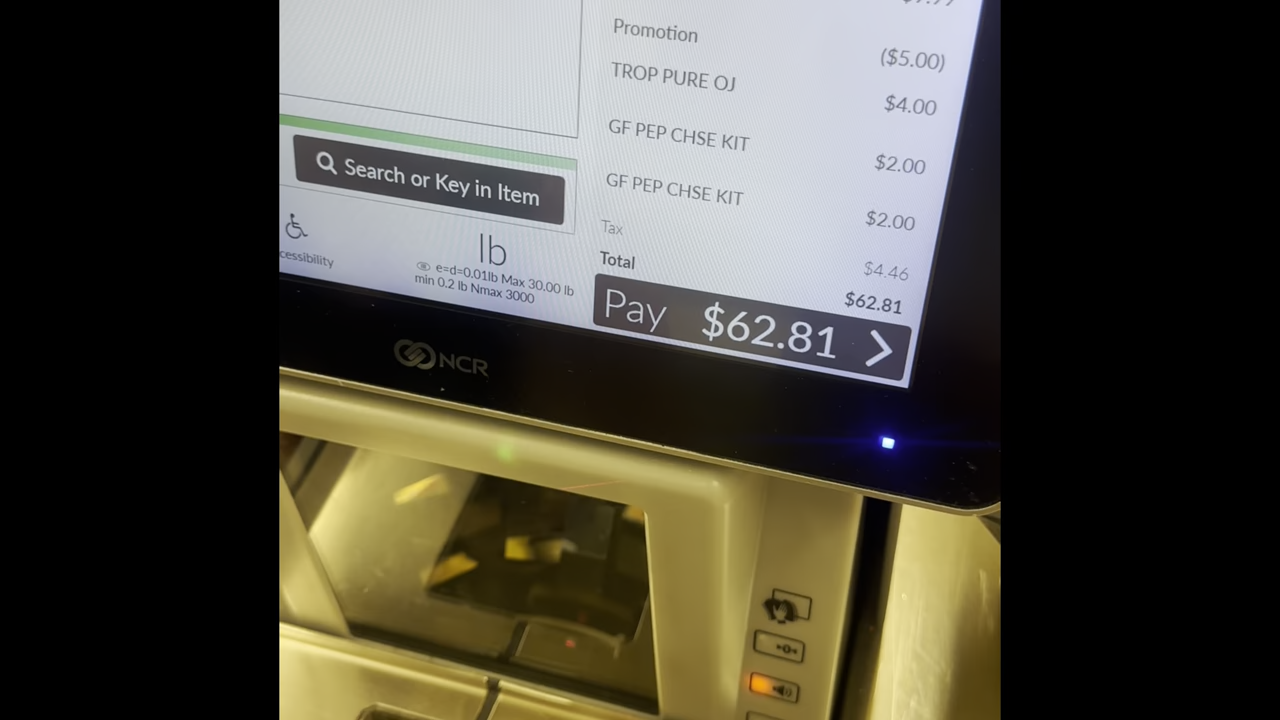 Promotion
($5.00)
TROP PURE OJ
$4.00
GF PEP CHSE KIT
$2.00
GF PEP CHSE KIT
$2.00
Tax
$4.46
Total
$62.81
Pay $62.81
Search or Key in Item
cessibility
lb
e=d=0.01lb Max 30.00 lb
min 0.2 lb Nmax 3000
NCR